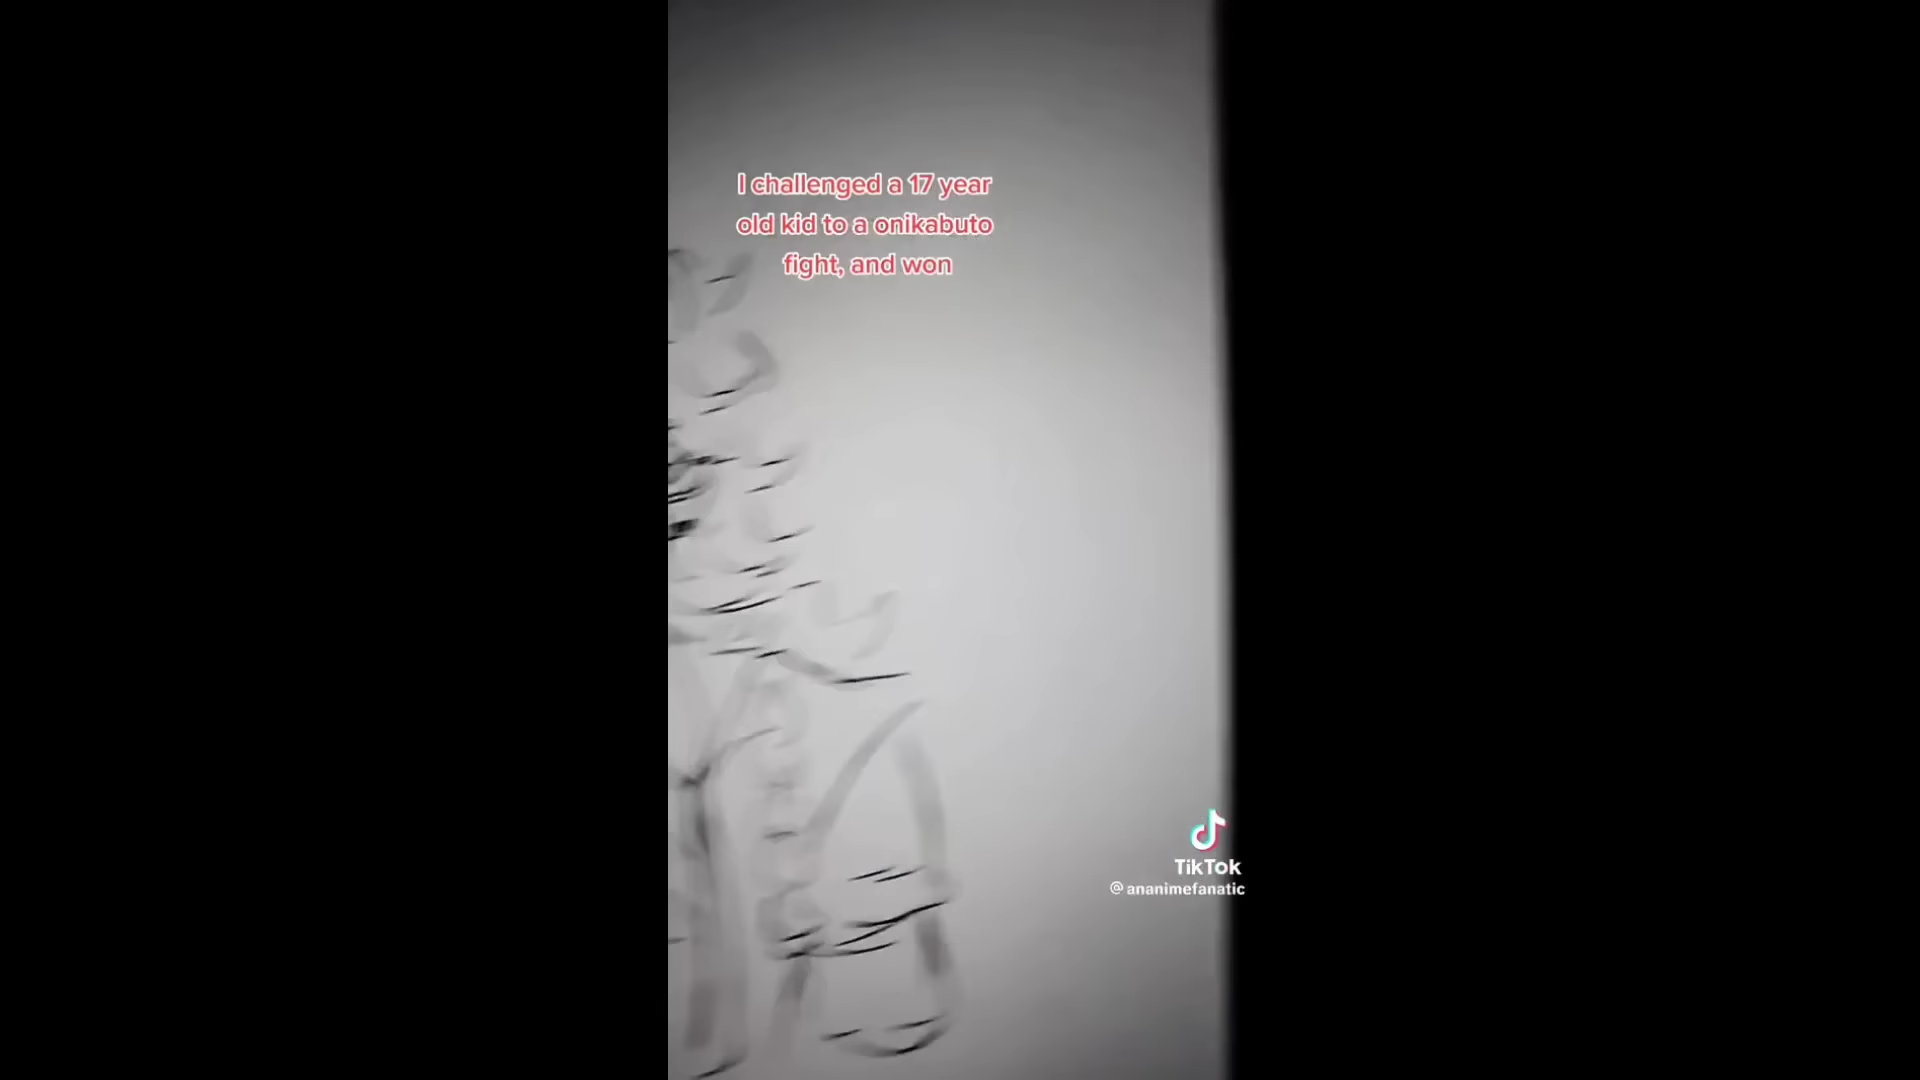 I challenged a 17 year
old kid to a onikabuto
fight, and won
TikTok
@ananimefanatic